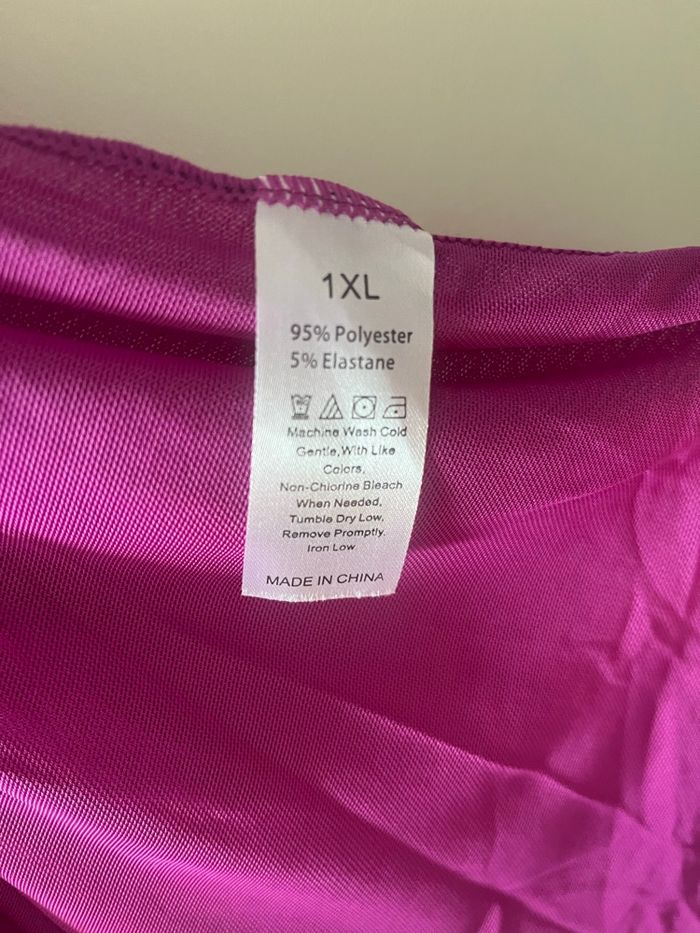 1XL
95% Polyester
5% Elastane
Machine Wash Cold
Gentle,With Like
Colors,
Non-Chlorine Bleach
When Needed,
Tumble Dry Low,
Remove Promptly.
Iron Low
MADE IN CHINA